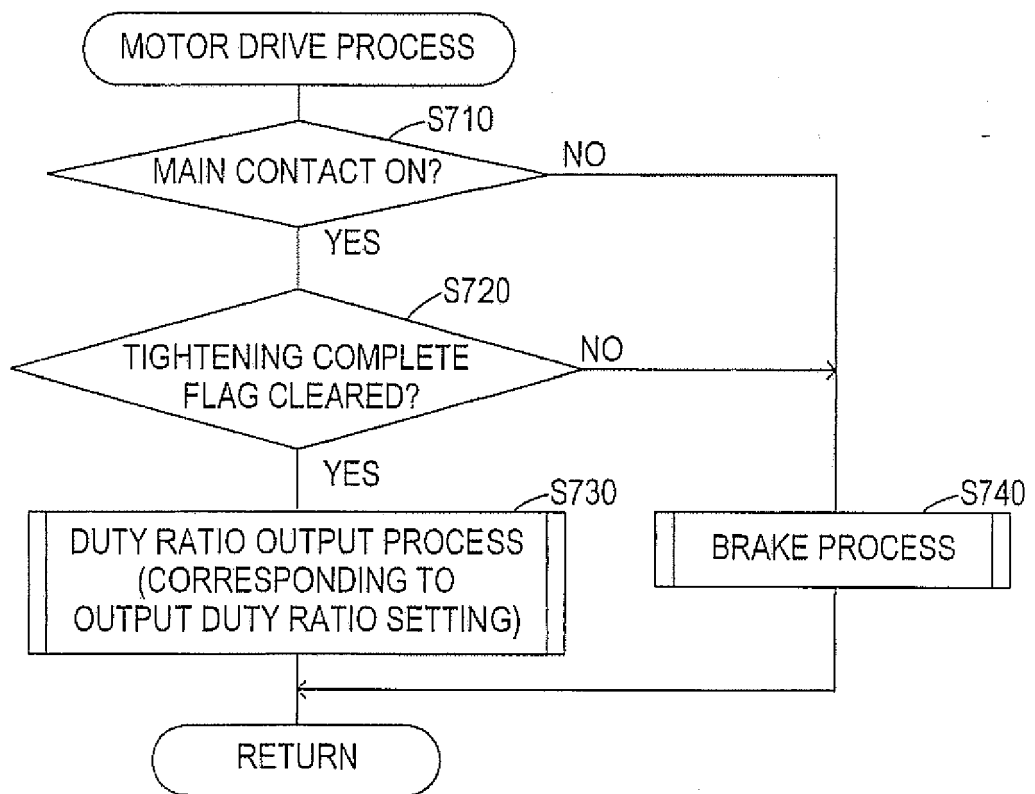 MOTOR DRIVE PROCESS
S710
MAIN CONTACT ON?
NO
YES
S720
TIGHTENING COMPLETE
FLAG CLEARED?
NO
YES
S730
DUTY RATIO OUTPUT PROCESS
(CORRESPONDING TO
OUTPUT DUTY RATIO SETTING)
S740
BRAKE PROCESS
RETURN